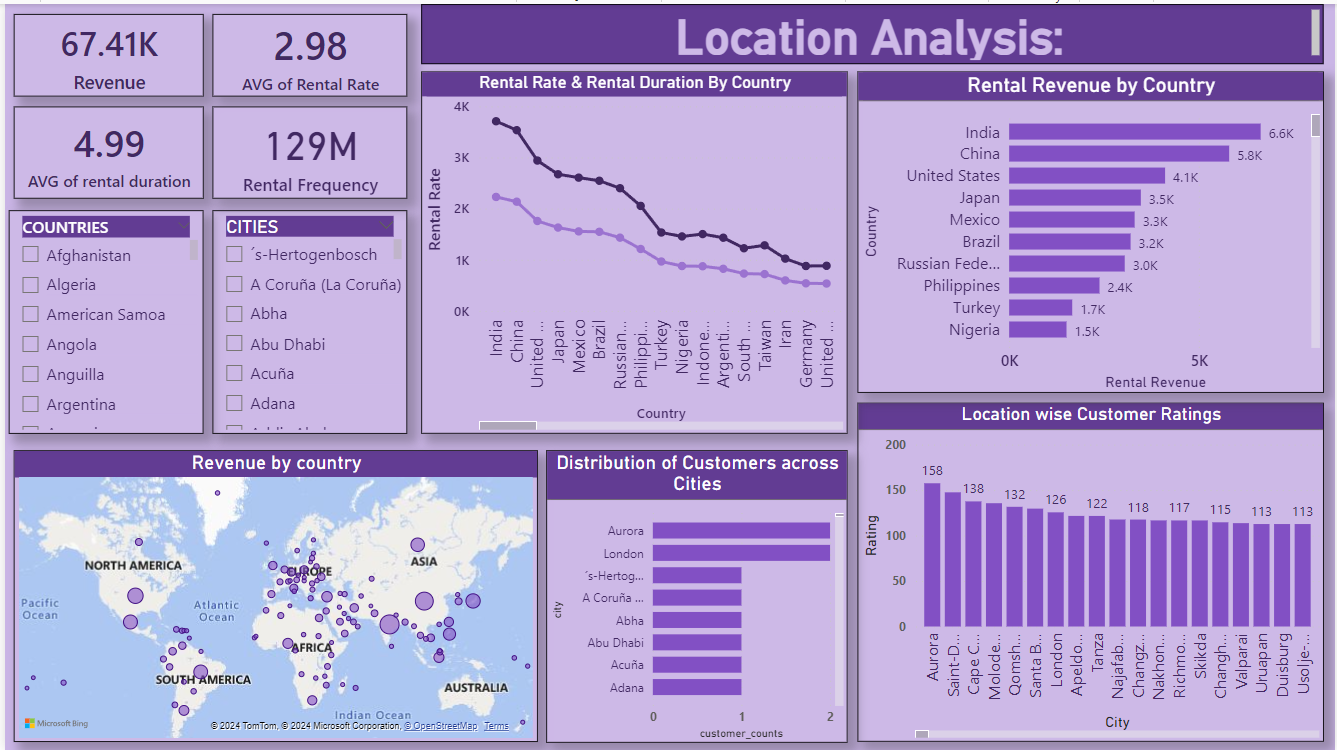 67.41K
Revenue
2.98
AVG of Rental Rate
4.99
AVG of rental duration
129M
Rental Frequency
Location Analysis:
COUNTRIES
Afghanistan
Algeria
American Samoa
Angola
Anguilla
Argentina
CITIES
´s-Hertogenbosch
A Coruña (La Coruña)
Abha
Abu Dhabi
Acuña
Adana
Rental Rate & Rental Duration By Country
Rental Rate
4K
3K
2K
1K
0K
India
China
United ...
Japan
Mexico
Brazil
Russian...
Philippi...
Turkey
Nigeria
Indone...
Argenti...
South ...
Taiwan
Iran
Germany
United ...
Country
Rental Revenue by Country
Country
India 6.6K
China 5.8K
United States 4.1K
Japan 3.5K
Mexico 3.3K
Brazil 3.2K
Russian Fede... 3.0K
Philippines 2.4K
Turkey 1.7K
Nigeria 1.5K
0K 5K
Rental Revenue
Revenue by country
NORTH AMERICA
EUROPE
ASIA
Pacific
Ocean
Atlantic
Ocean
AFRICA
SOUTH AMERICA
AUSTRALIA
Indian Ocean
Microsoft Bing
© 2024 TomTom, © 2024 Microsoft Corporation, © OpenStreetMap Terms
Distribution of Customers across
Cities
city
Aurora
London
´s-Hertog...
A Coruña ...
Abha
Abu Dhabi
Acuña
Adana
0 1 2
customer_counts
Location wise Customer Ratings
Rating
200
150
100
50
0
158 138 132 126 122 118 117 115 113 113
Aurora
Saint-D...
Cape C...
Molode...
Qomsh...
Santa B...
London
Apeldo...
Tanza
Najafab...
Changz...
Nakhon...
Richmo...
Skikda
Changh...
Valparai
Uruapan
Duisburg
Usolje-...
City